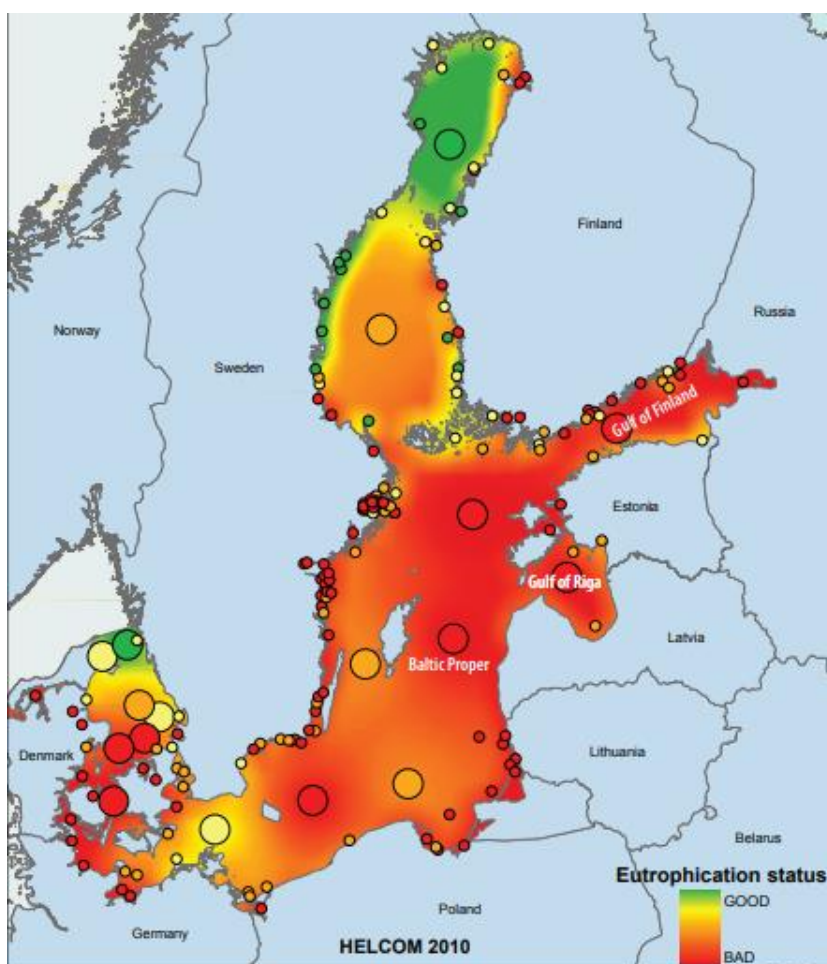 Finland
Russia
Norway
Sweden
Gulf of Finland
Estonia
Gulf of Riga
Latvia
Baltic Proper
Denmark
Lithuania
Belarus
Eutrophication status
GOOD
Poland
Germany
HELCOM 2010
BAD